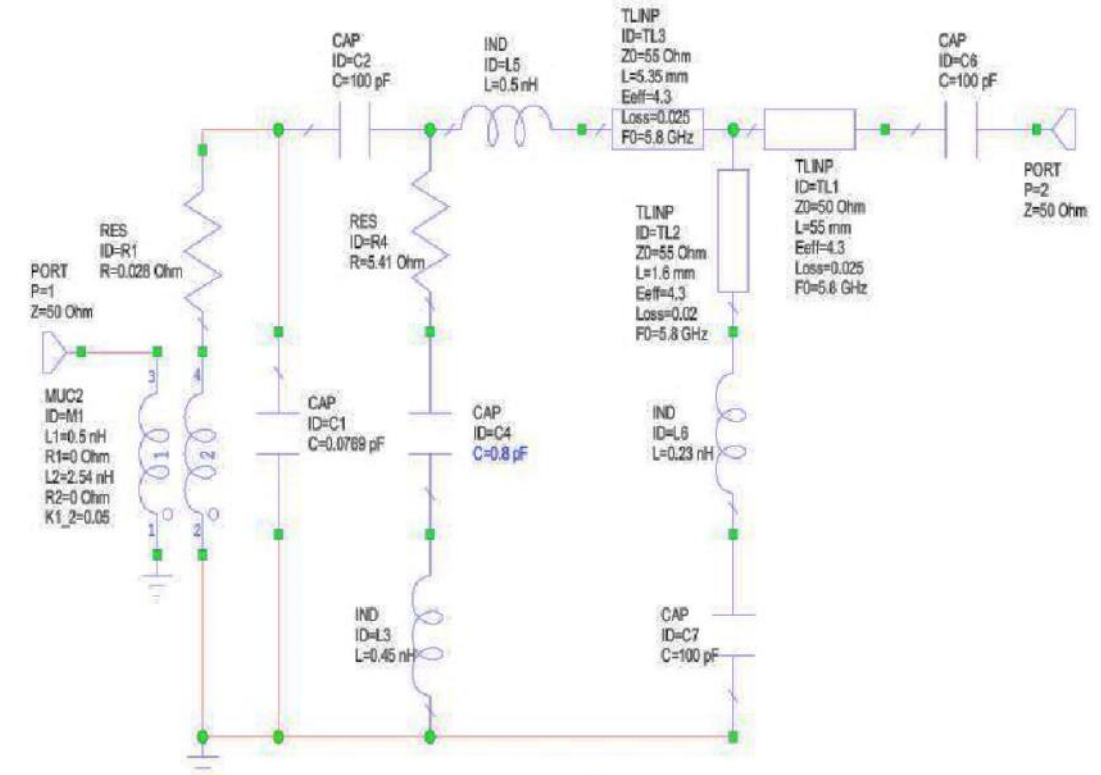 CAP
ID=C2
C=100 pF
IND
ID=L5
L=0.5 nH
TLINP
ID=TL3
Z0=55 Ohm
L=5.35 mm
Eeff=4.3
Loss=0.025
F0=5.8 GHz
CAP
ID=C6
C=100 pF
RES
ID=R1
R=0.028 Ohm
RES
ID=R4
R=5.41 Ohm
TLINP
ID=TL2
Z0=55 Ohm
L=1.6 mm
Eeff=4.3
Loss=0.02
F0=5.8 GHz
TLINP
ID=TL1
Z0=50 Ohm
L=55 mm
Eeff=4.3
Loss=0.025
F0=5.8 GHz
PORT
P=2
Z=50 Ohm
PORT
P=1
Z=50 Ohm
3
4
1
2
1
2
MUC2
ID=M1
L1=0.5 nH
R1=0 Ohm
L2=2.54 nH
R2=0 Ohm
K1_2=0.05
CAP
ID=C1
C=0.0769 pF
CAP
ID=C4
C=0.8 pF
IND
ID=L6
L=0.23 nH
IND
ID=L3
L=0.45 nH
CAP
ID=C7
C=100 pF